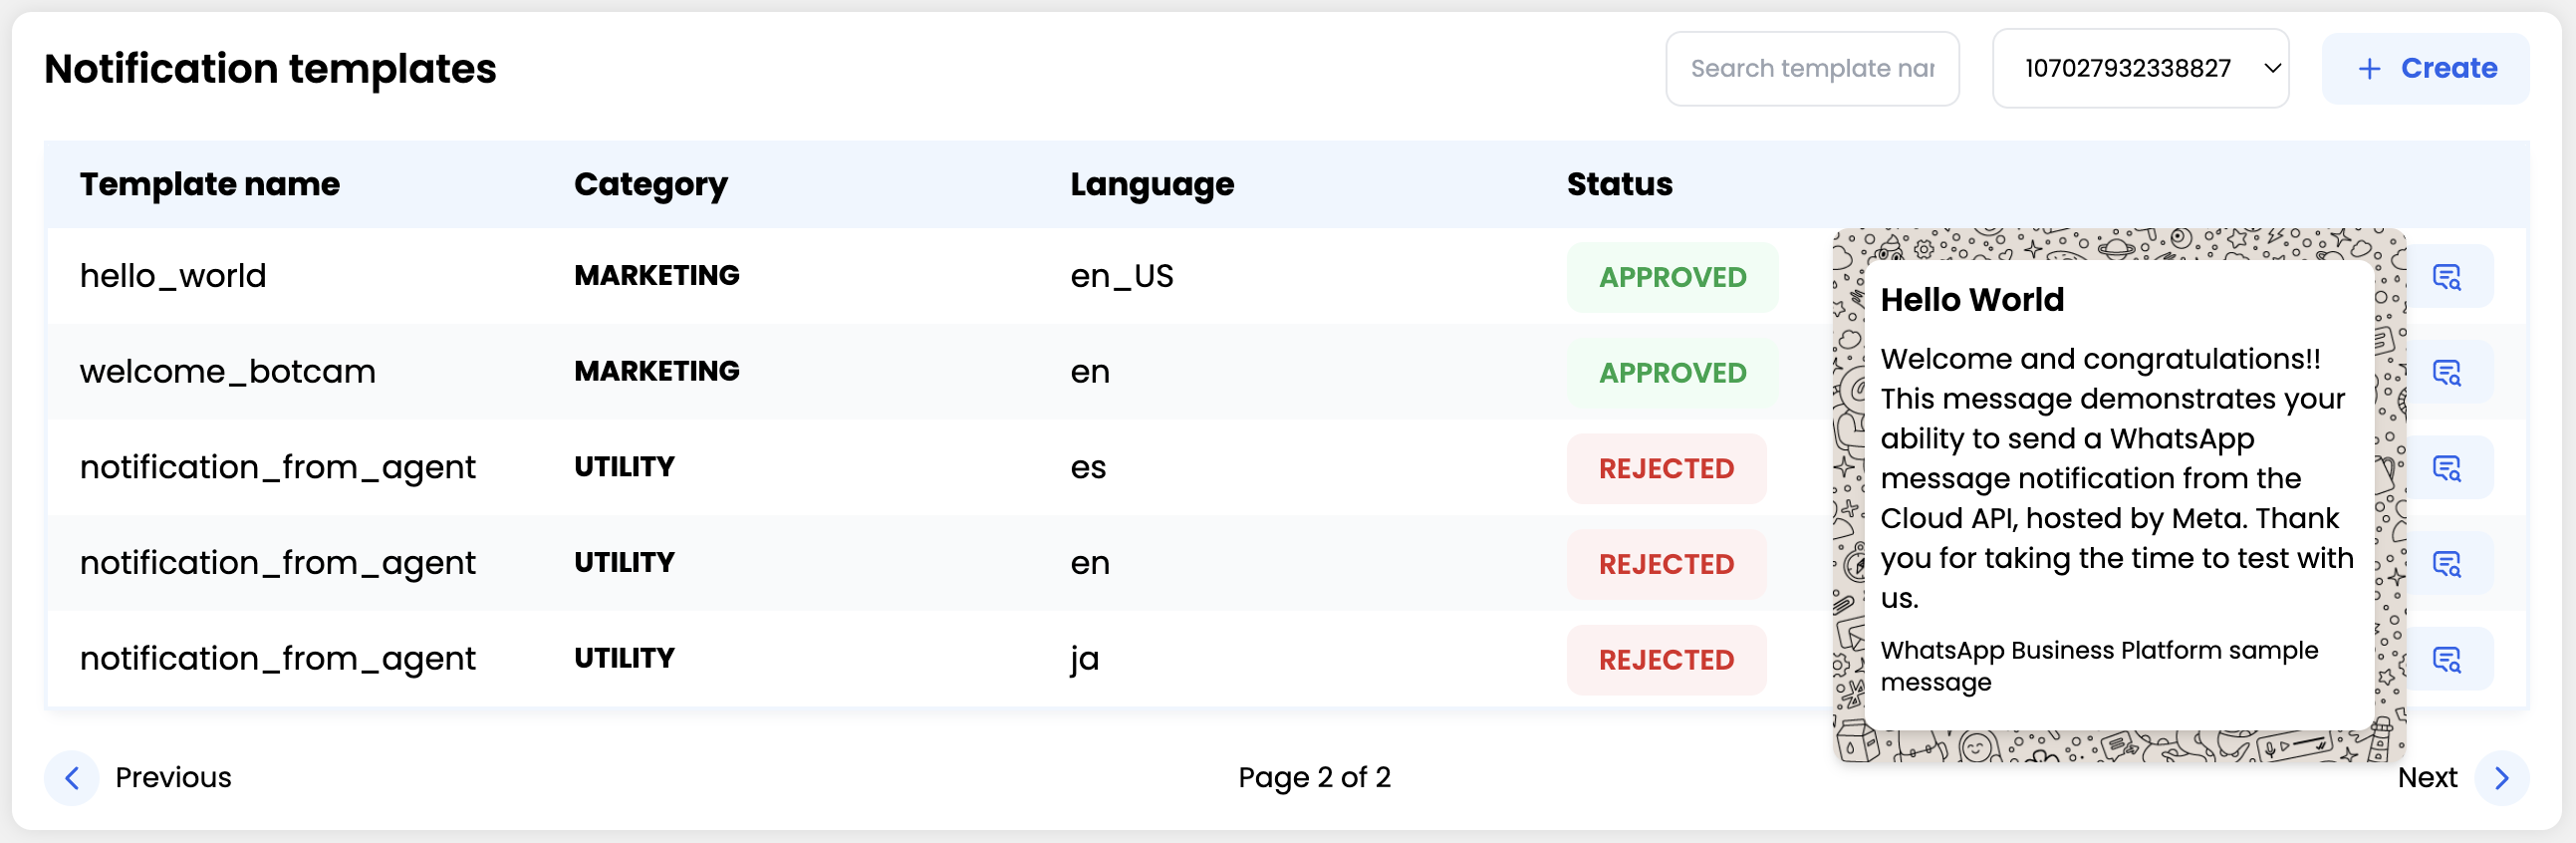 Notification templates
Search template nar
107027932338827
+ Create
Template name Category Language Status
hello_world MARKETING en_US APPROVED
welcome_botcam MARKETING en APPROVED
notification_from_agent UTILITY es REJECTED
notification_from_agent UTILITY en REJECTED
notification_from_agent UTILITY ja REJECTED
Hello World
Welcome and congratulations!!
This message demonstrates your
ability to send a WhatsApp
message notification from the
Cloud API, hosted by Meta. Thank
you for taking the time to test with
us.
WhatsApp Business Platform sample
message
Previous
Page 2 of 2
Next